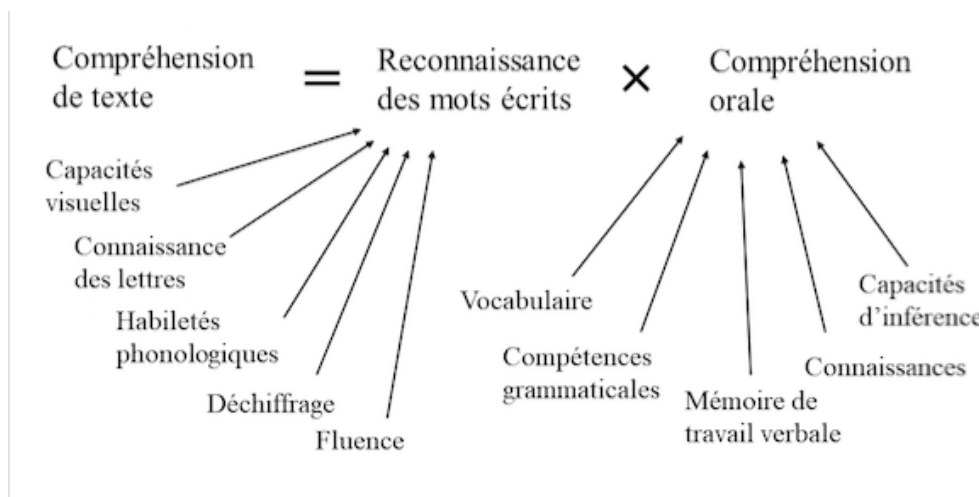 Compréhension
de texte
=
Reconnaissance
des mots écrits
×
Compréhension
orale
Capacités
visuelles
Connaissance
des lettres
Habiletés
phonologiques
Déchiffrage
Fluence
Vocabulaire
Compétences
grammaticales
Mémoire de
travail verbale
Connaissances
Capacités
d’inférence